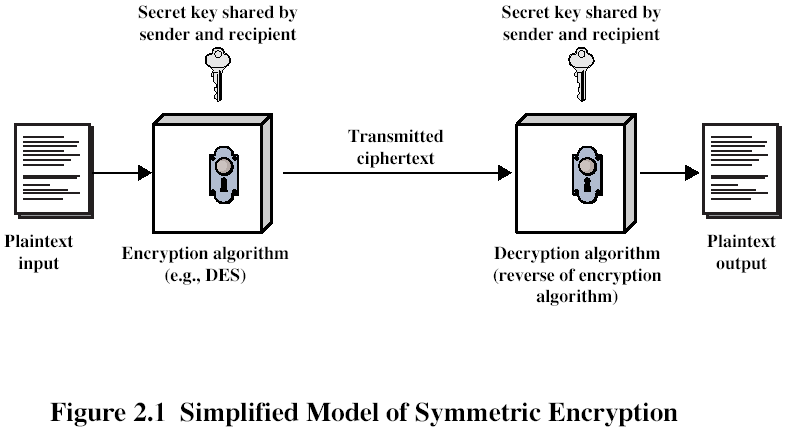 Secret key shared by
sender and recipient
Secret key shared by
sender and recipient
Transmitted
ciphertext
Plaintext
input
Encryption algorithm
(e.g., DES)
Decryption algorithm
(reverse of encryption
algorithm)
Plaintext
output
Figure 2.1 Simplified Model of Symmetric Encryption